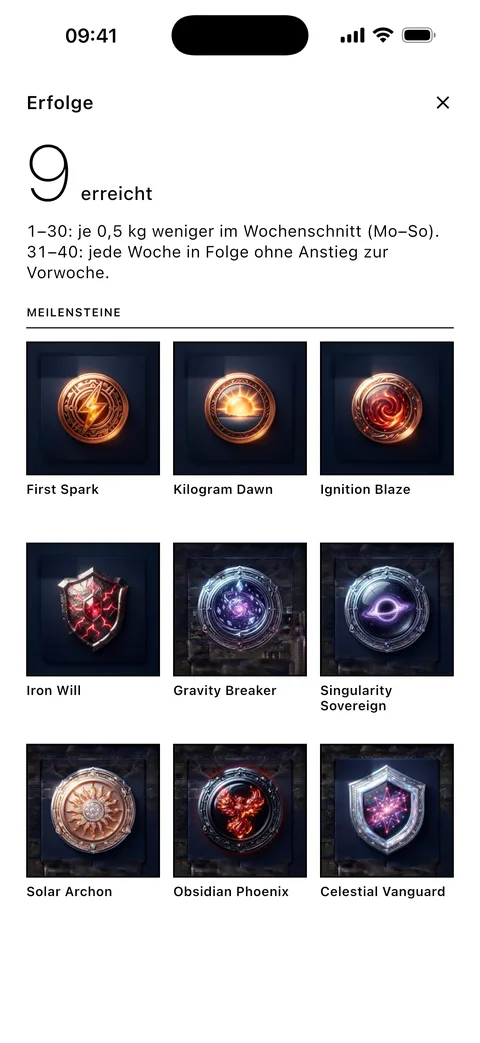 09:41
Erfolge
9 erreicht
1–30: je 0,5 kg weniger im Wochenschnitt (Mo–So).
31–40: jede Woche in Folge ohne Anstieg zur
Vorwoche.
MEILENSTEINE
First Spark
Kilogram Dawn
Ignition Blaze
Iron Will
Gravity Breaker
Singularity
Sovereign
Solar Archon
Obsidian Phoenix
Celestial Vanguard